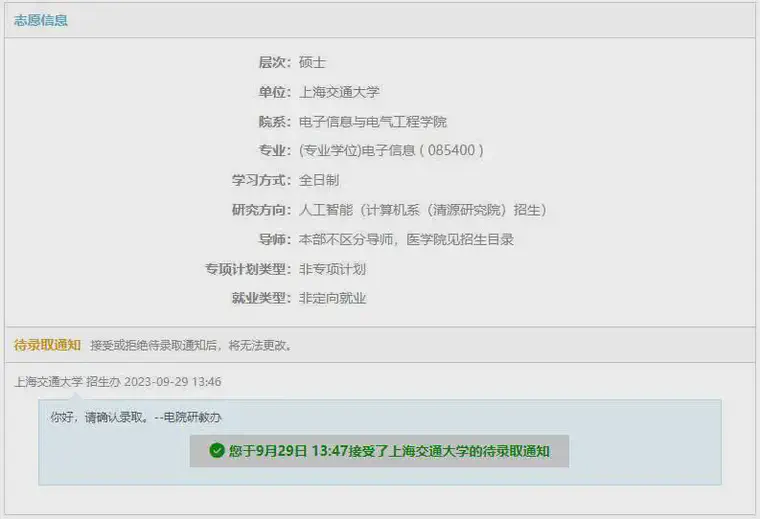 志愿信息
层次：硕士
单位：上海交通大学
院系：电子信息与电气工程学院
专业：(专业学位)电子信息（085400）
学习方式：全日制
研究方向：人工智能（计算机系（清源研究院）招生）
导师：本部不区分导师，医学院见招生目录
专项计划类型：非专项计划
就业类型：非定向就业
待录取通知 接受或拒绝待录取通知后，将无法更改。
上海交通大学 招生办 2023-09-29 13:46
你好，请确认录取。--电院研教办
您于9月29日 13:47接受了上海交通大学的待录取通知